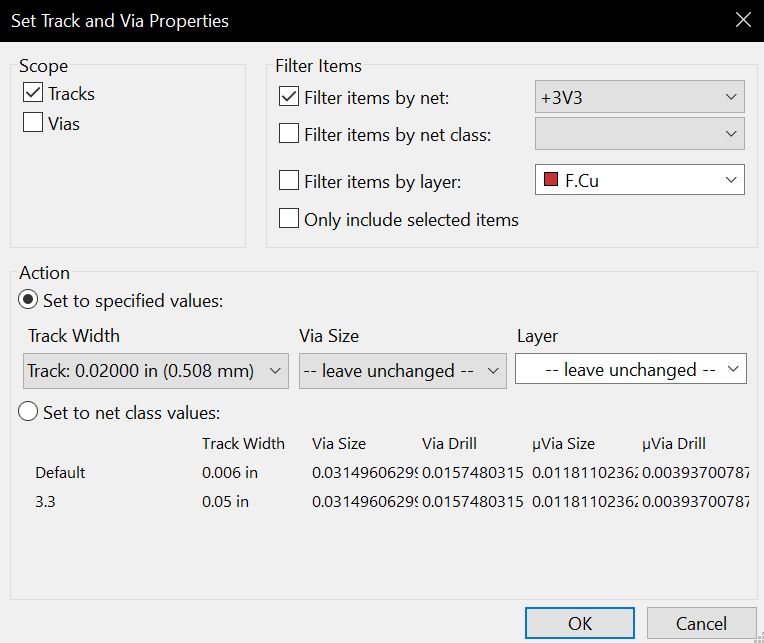 Set Track and Via Properties
Scope
Tracks
Vias
Filter Items
Filter items by net: +3V3
Filter items by net class:
Filter items by layer: F.Cu
Only include selected items
Action
Set to specified values:
Track Width Via Size Layer
Track: 0.02000 in (0.508 mm) -- leave unchanged -- -- leave unchanged --
Set to net class values:
Track Width Via Size Via Drill µVia Size µVia Drill
Default 0.006 in 0.03149606299 0.0157480315 0.01181102362 0.00393700787
3.3 0.05 in 0.03149606299 0.0157480315 0.01181102362 0.00393700787
OK Cancel